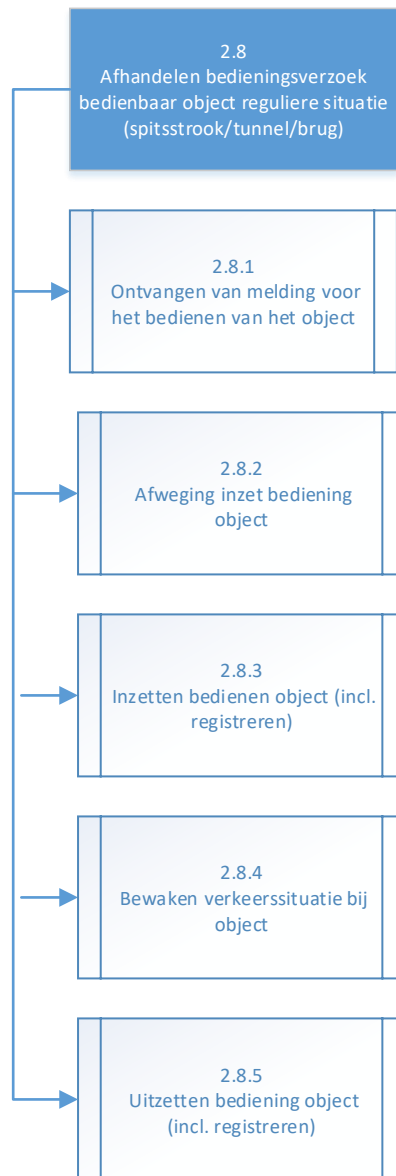 2.8
Afhandelen bedieningsverzoek
bedienbaar object reguliere situatie
(spitsstrook/tunnel/brug)
2.8.1
Ontvangen van melding voor
het bedienen van het object
2.8.2
Afweging inzet bediening
object
2.8.3
Inzetten bedienen object (incl.
registreren)
2.8.4
Bewaken verkeerssituatie bij
object
2.8.5
Uitzetten bediening object
(incl. registreren)